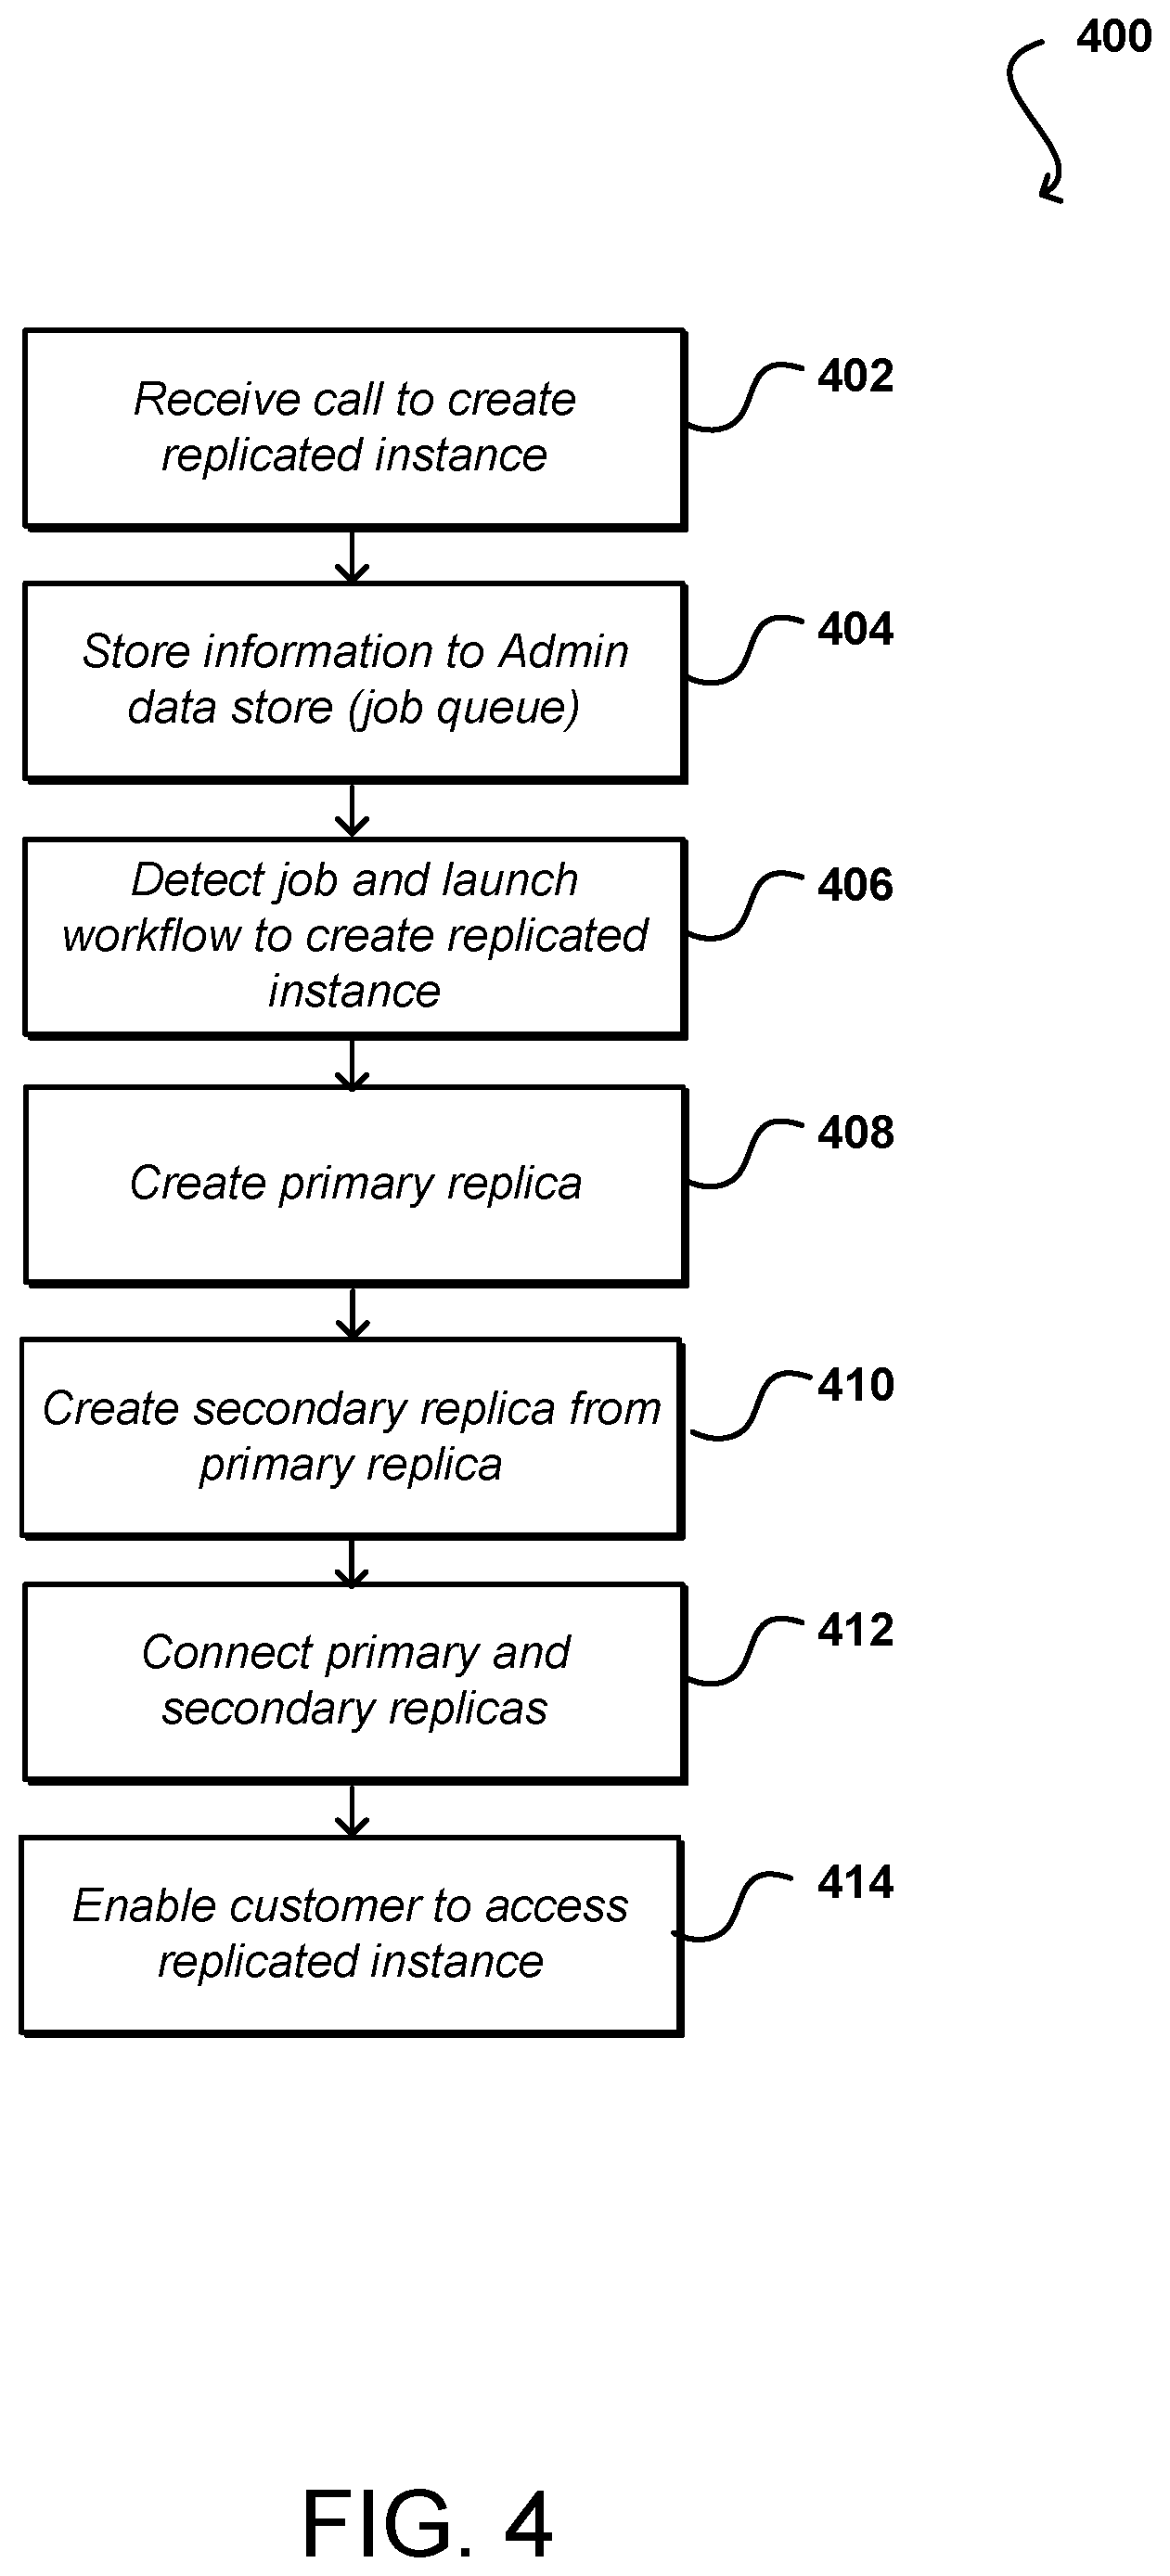 400
Receive call to create
replicated instance
402
Store information to Admin
data store (job queue)
404
Detect job and launch
workflow to create replicated
instance
406
Create primary replica
408
Create secondary replica from
primary replica
410
Connect primary and
secondary replicas
412
Enable customer to access
replicated instance
414
FIG. 4